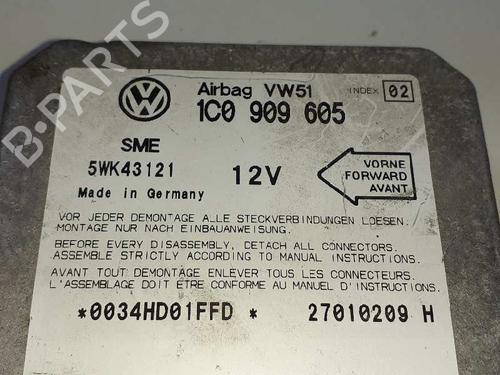 B-PARTS
Airbag VW51 INDEX 02
1C0 909 605
SME
5WK43121 12V
Made in Germany
VORNE
FORWARD
AVANT
VOR JEDER DEMONTAGE ALLE STECKVERBINDUNGEN LOESEN.
MONTAGE NUR NACH EINBAUANWEISUNG.
BEFORE EVERY DISASSEMBLY, DETACH ALL CONNECTORS.
ASSEMBLE STRICTLY ACCORDING TO MANUAL INSTRUCTIONS.
AVANT TOUT DÉMONTAGE ENLEVER TOUS LES CONNECTEURS.
L'ASSEMBLAGE DOIT ÊTRE CONFORME AU MANUEL D'INSTRUCTIONS.
*0034HD01FFD * 27010209 H